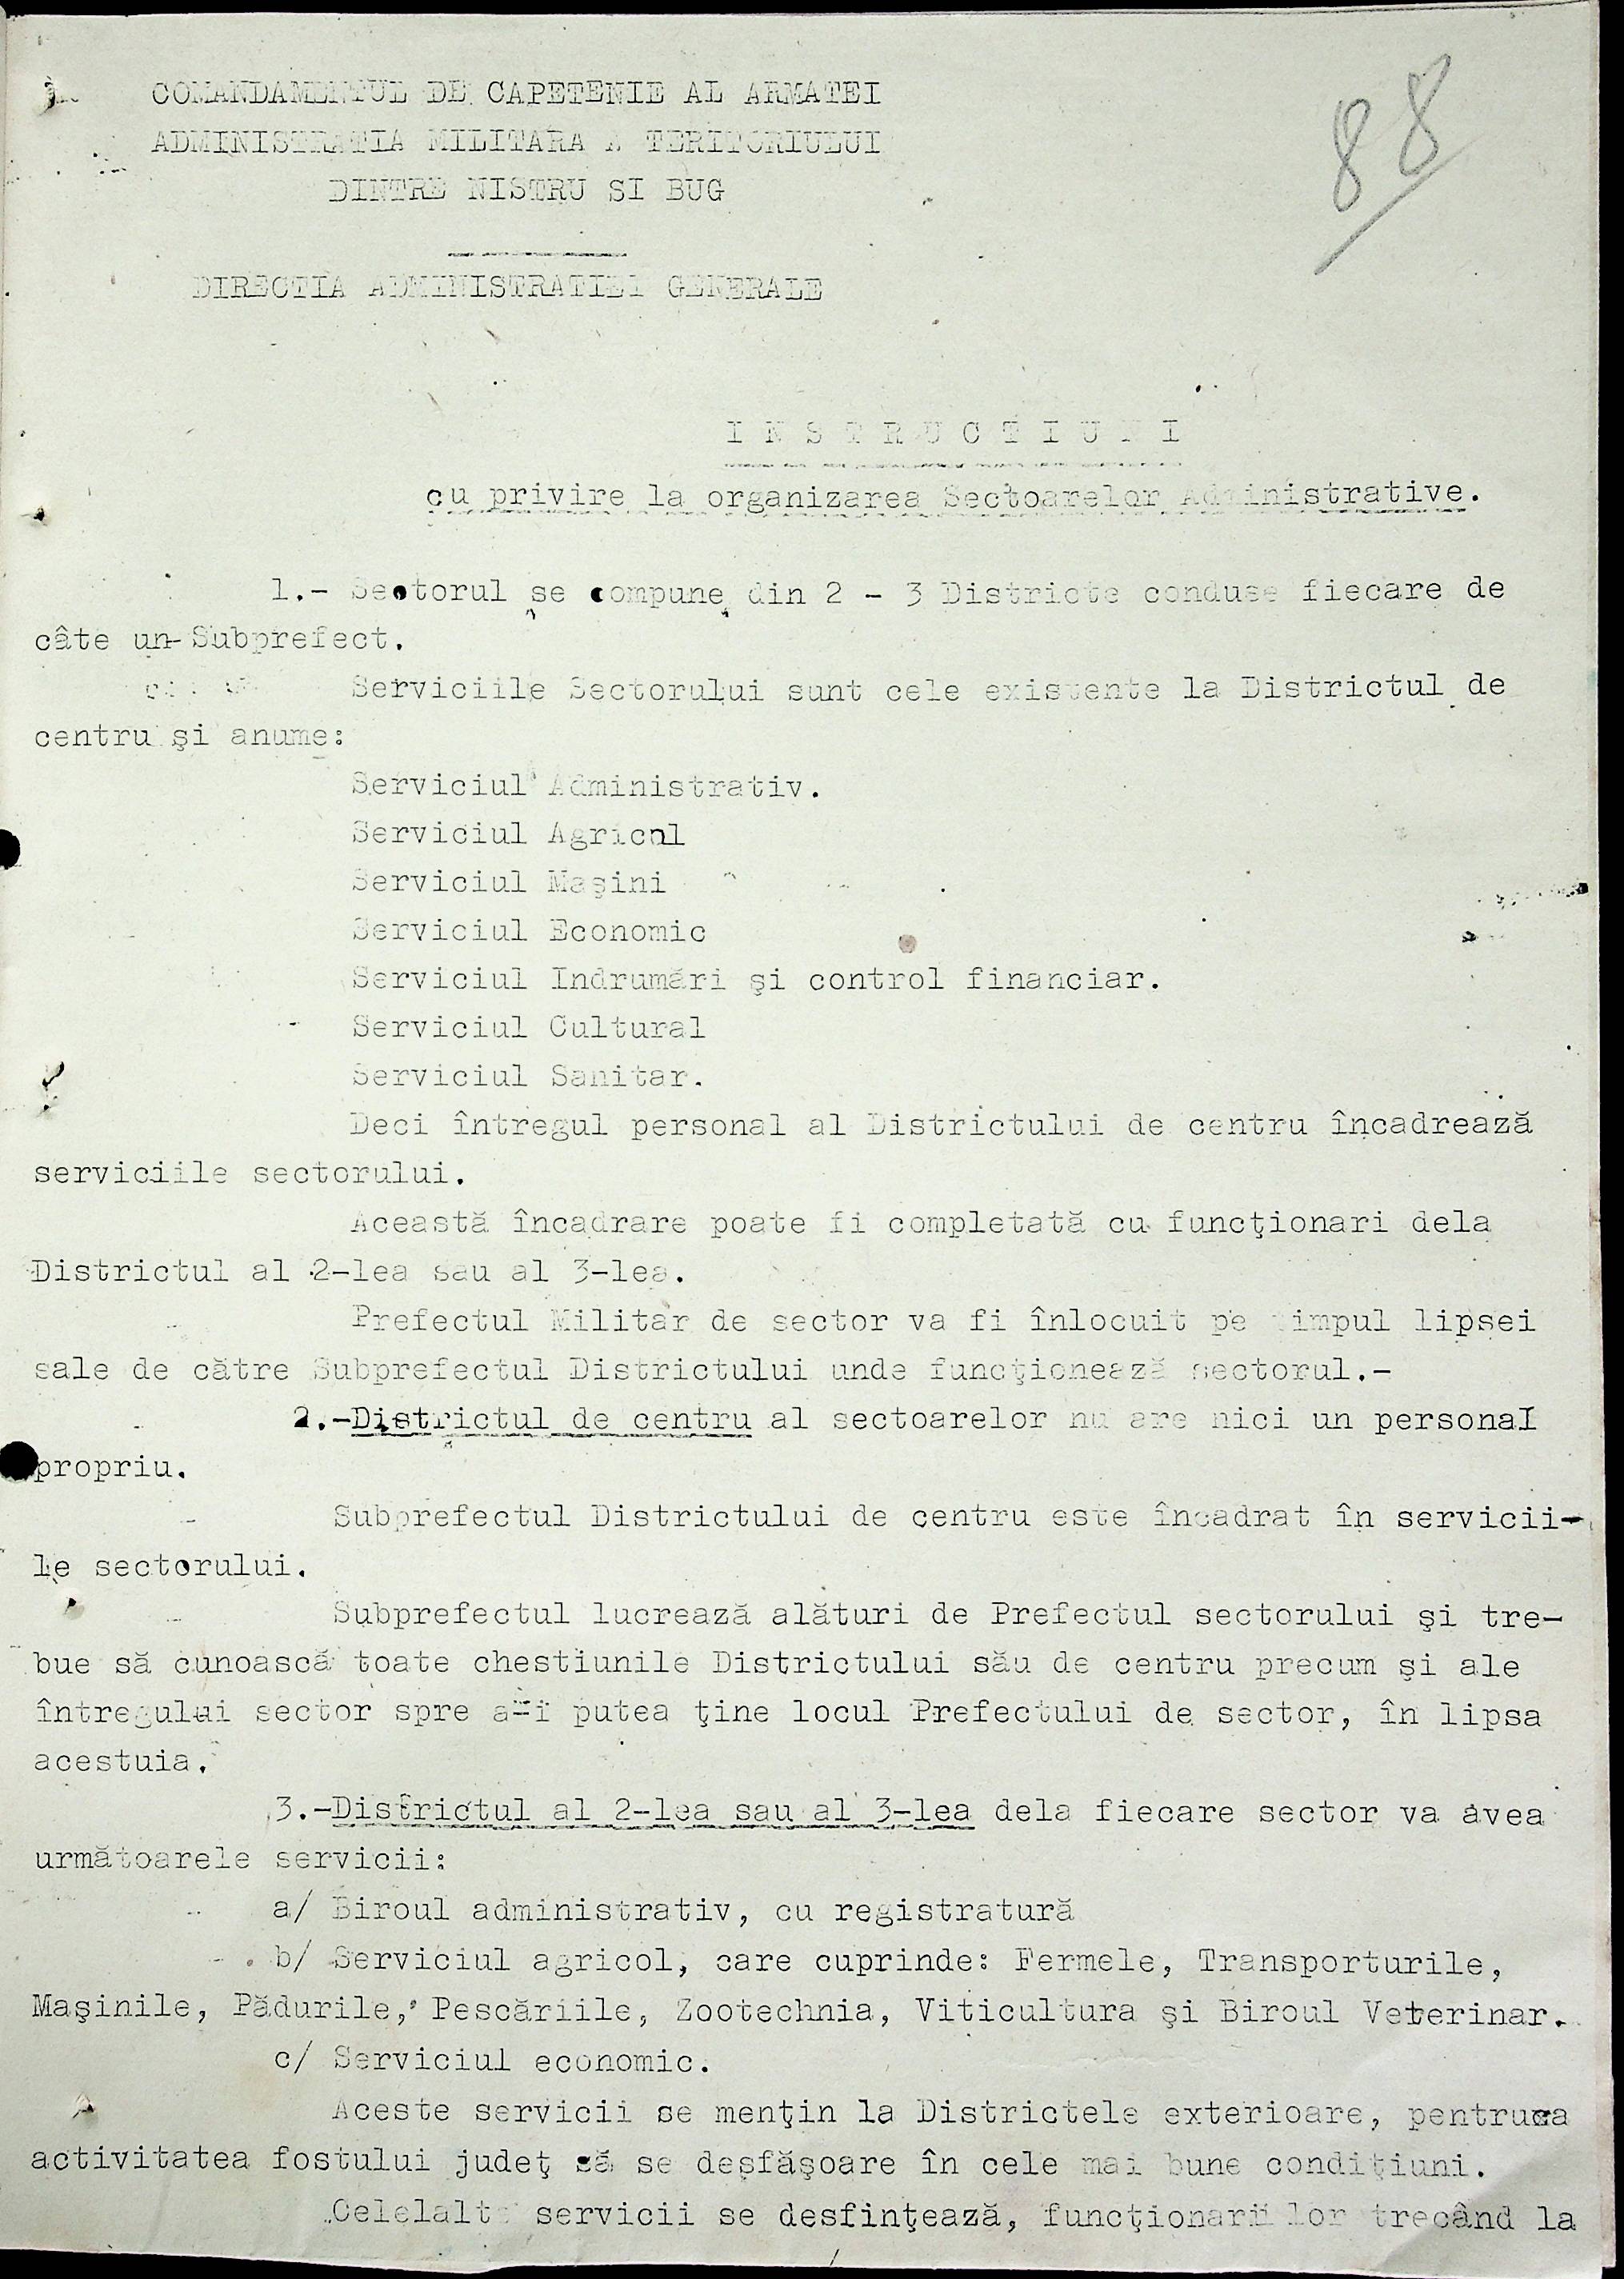 COMANDAMENTUL DE CAPETENIE AL ARMATEI
ADMINISTRATIA MILITARA A TERITORIULUI
DINTRE NISTRU SI BUG
88
DIRECTIA ADMINISTRATIEI GENERALE
I N S T R U C T I U N I
cu privire la organizarea Sectoarelor Administrative.
1.- Sectorul se compune din 2 - 3 Districte conduse fiecare de
câte un Subprefect.
Serviciile Sectorului sunt cele existente la Districtul de
centru şi anume:
Serviciul Administrativ.
Serviciul Agricol
Serviciul Maşini
Serviciul Economic
Serviciul Indrumări şi control financiar.
Serviciul Cultural
Serviciul Sanitar.
Deci întregul personal al Districtului de centru încadrează
serviciile sectorului.
Această încadrare poate fi completată cu funcţionari dela
Districtul al 2-lea sau al 3-lea.
Prefectul Militar de sector va fi înlocuit pe timpul lipsei
sale de către Subprefectul Districtului unde funcţionează sectorul.-
2.-Districtul de centru al sectoarelor nu are nici un personal
propriu.
Subprefectul Districtului de centru este încadrat în servicii-
le sectorului.
Subprefectul lucrează alături de Prefectul sectorului şi tre-
bue să cunoască toate chestiunile Districtului său de centru precum şi ale
întregului sector spre a-i putea ţine locul Prefectului de sector, în lipsa
acestuia.
3.-Districtul al 2-lea sau al 3-lea dela fiecare sector va avea
următoarele servicii:
a/ Biroul administrativ, cu registratură
b/ Serviciul agricol, care cuprinde: Fermele, Transporturile,
Maşinile, Pădurile, Pescăriile, Zootechnia, Viticultura şi Biroul Veterinar.
c/ Serviciul economic.
Aceste servicii se menţin la Districtele exterioare, pentruca
activitatea fostului judeţ să se desfăşoare în cele mai bune condiţiuni.
Celelalte servicii se desfinţează, funcţionarii lor trecând la